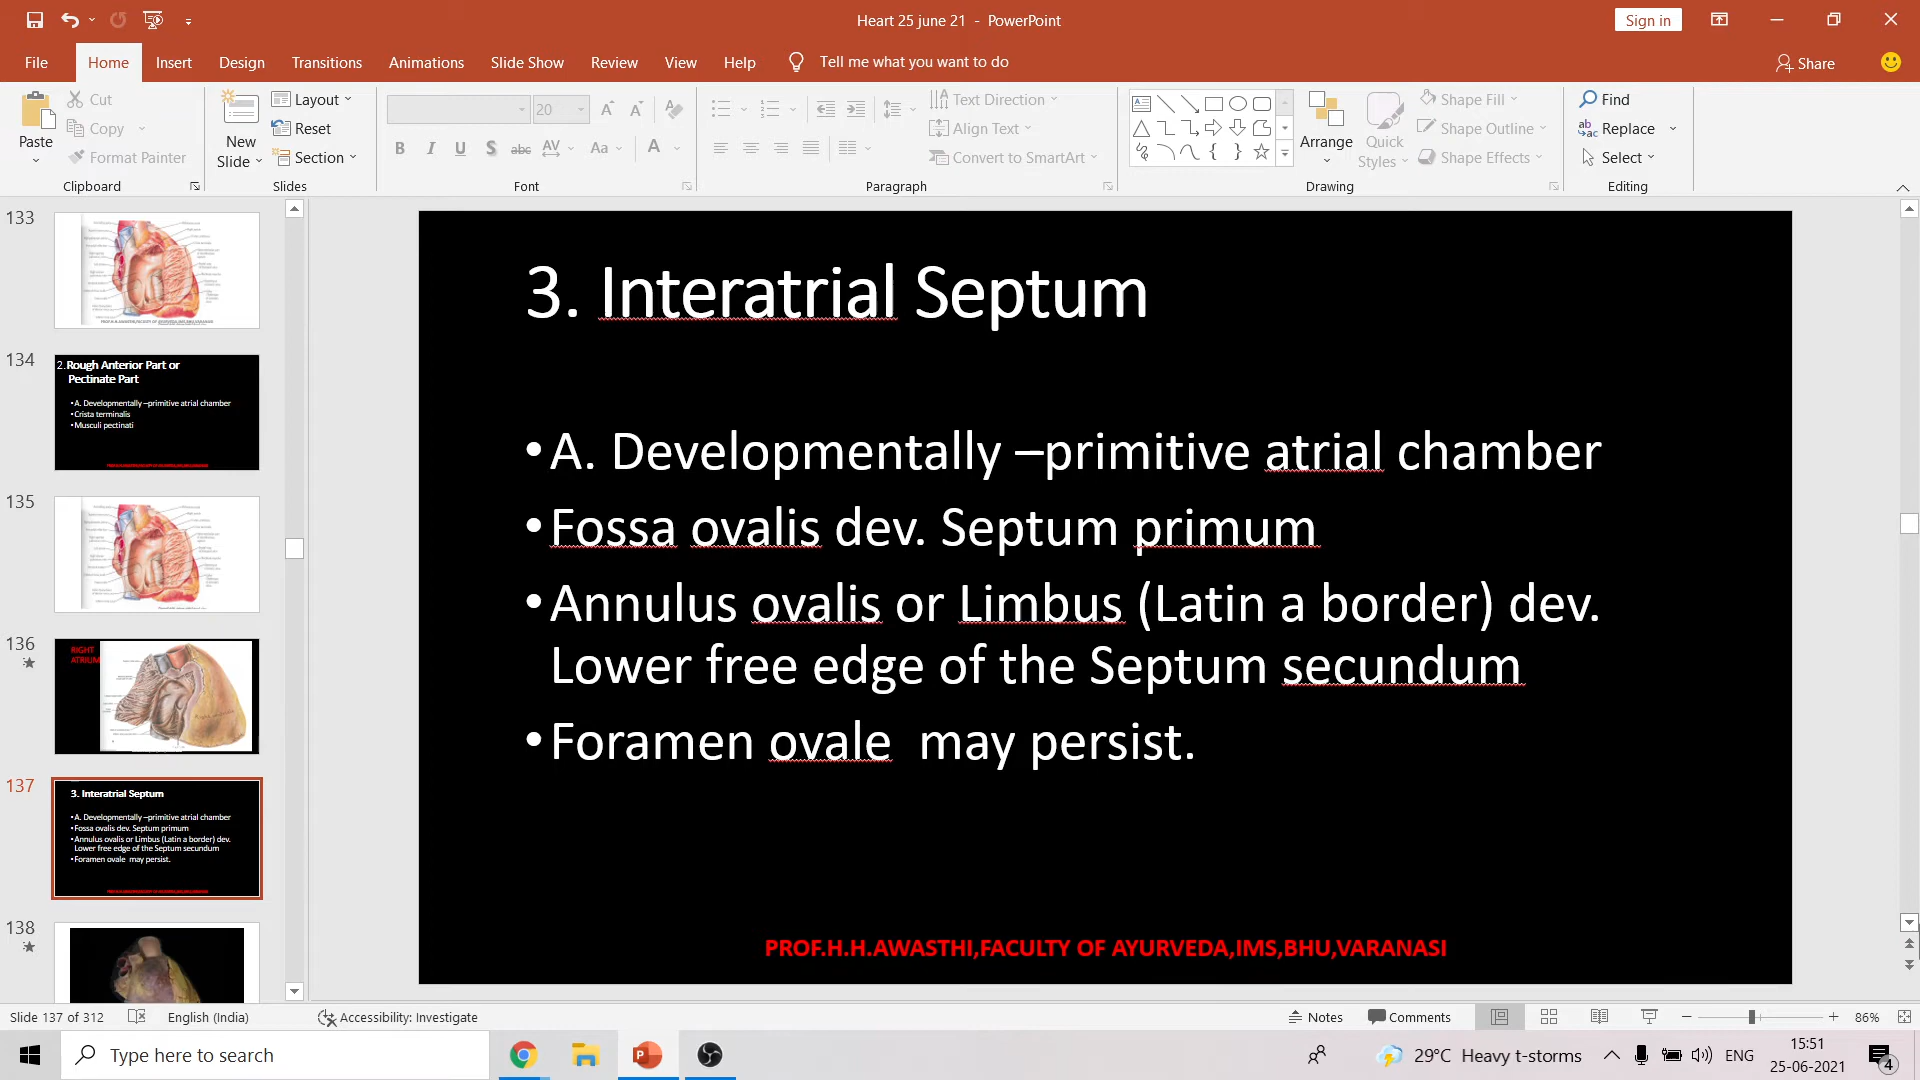 Heart 25 june 21 - PowerPoint
Sign in
File Home Insert Design Transitions Animations Slide Show Review View Help Tell me what you want to do
Share
Paste
Cut
Copy
Format Painter
Clipboard
New Slide
Layout
Reset
Section
Slides
20
B I U S abc AV Aa A
Font
Text Direction
Align Text
Convert to SmartArt
Paragraph
Arrange
Quick Styles
Shape Fill
Shape Outline
Shape Effects
Drawing
Find
Replace
Select
Editing
133
134
2.Rough Anterior Part or
Pectinate Part
•A. Developmentally –primitive atrial chamber
•Crista terminalis
•Musculi pectinati
135
136
RIGHT
ATRIUM
137
3. Interatrial Septum
•A. Developmentally –primitive atrial chamber
•Fossa ovalis dev. Septum primum
•Annulus ovalis or Limbus (Latin a border) dev.
Lower free edge of the Septum secundum
•Foramen ovale may persist.
138
3. Interatrial Septum
•A. Developmentally –primitive atrial chamber
•Fossa ovalis dev. Septum primum
•Annulus ovalis or Limbus (Latin a border) dev.
Lower free edge of the Septum secundum
•Foramen ovale may persist.
PROF.H.H.AWASTHI,FACULTY OF AYURVEDA,IMS,BHU,VARANASI
Slide 137 of 312 English (India) Accessibility: Investigate Notes Comments 86%
Type here to search
29°C Heavy t-storms ENG
15:51
25-06-2021
4